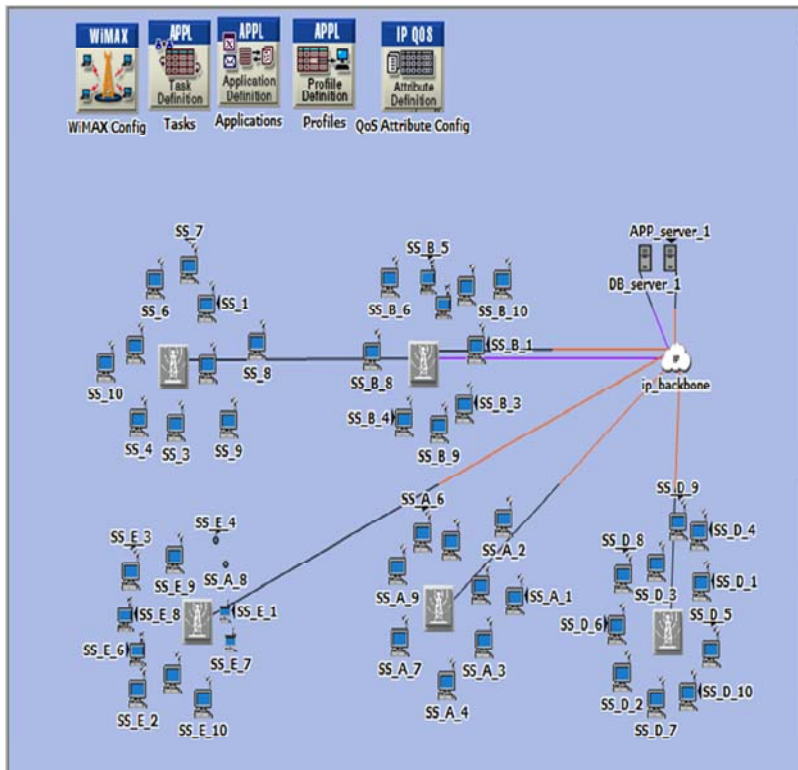 WiMAX
APPL
APPL
APPL
IP QOS
Task
Definition
Application
Definition
Profile
Definition
Attribute
Definition
WiMAX Config
Tasks
Applications
Profiles
QoS Attribute Config
SS_7
SS_6
SS_1
SS_8
SS_10
SS_4
SS_3
SS_9
SS_B_5
SS_B_6
SS_B_10
SS_B_1
SS_B_8
SS_B_3
SS_B_4
SS_B_9
APP_server_1
DB_server_1
IP
ip_backbone
SS_E_4
SS_E_3
SS_E_9
SS_A_8
SS_E_8
SS_E_1
SS_E_6
SS_E_7
SS_E_2
SS_E_10
SS_A_6
SS_A_2
SS_A_9
SS_A_1
SS_A_7
SS_A_3
SS_A_4
SS_D_9
SS_D_4
SS_D_8
SS_D_3
SS_D_1
SS_D_5
SS_D_6
SS_D_2
SS_D_10
SS_D_7